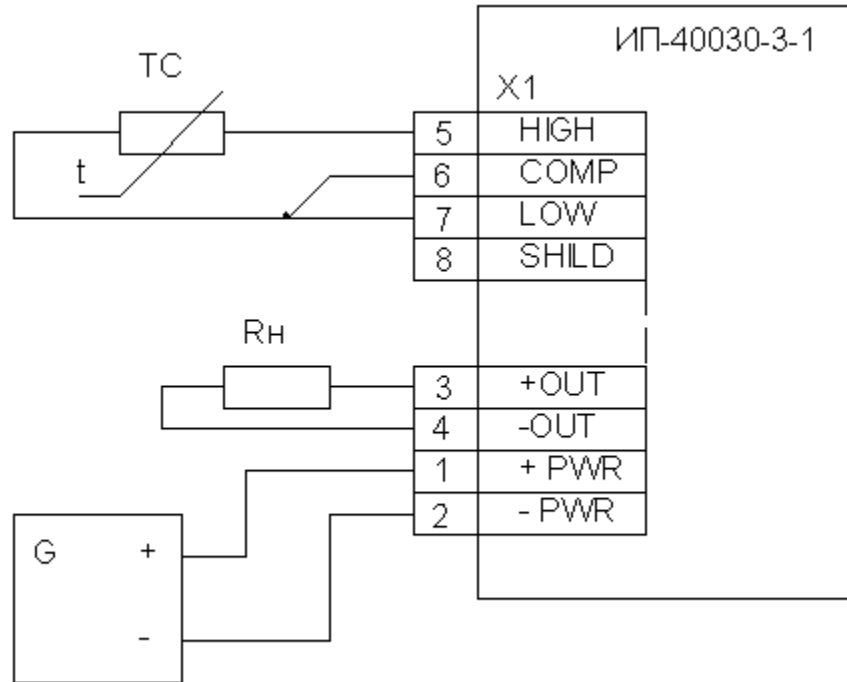 ИП-40030-3-1
TC
X1
5 HIGH
t
6 COMP
7 LOW
8 SHILD
Rн
3 +OUT
4 -OUT
1 + PWR
2 - PWR
G +
-